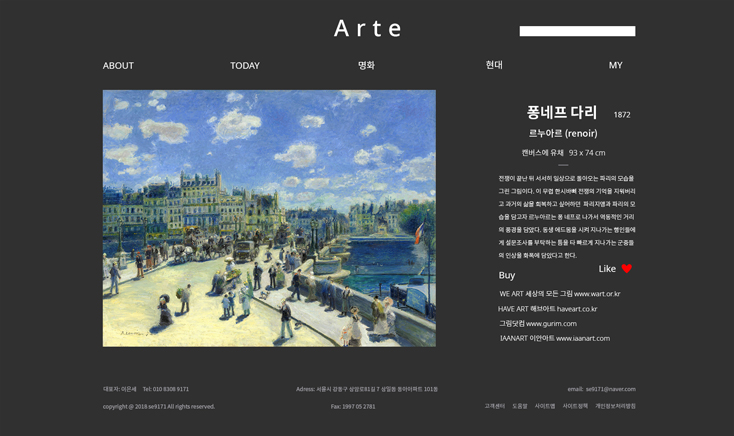 Arte
ABOUT
TODAY
명화
현대
MY
퐁네프 다리 1872
르누아르 (renoir)
캔버스에 유채 93 x 74 cm
전쟁이 끝난 뒤 서서히 일상으로 돌아오는 파리의 모습을
그린 그림이다. 이 무렵 한시바삐 전쟁의 기억을 지워버리
고 과거의 삶을 회복하고 싶어하던 파리지앵과 파리의 모
습을 담고자 르누아르는 퐁 네프로 나가서 역동적인 거리
의 풍경을 담았다. 동생 에드몽을 시켜 지나가는 행인들에
게 설문조사를 부탁하는 틈을 타 빠르게 지나가는 군중들
의 인상을 화폭에 담았다고 한다.
Like
Buy
WE ART 세상의 모든 그림 www.wart.or.kr
HAVE ART 해브아트 haveart.co.kr
그림닷컴 www.gurim.com
IAANART 이안아트 www.iaanart.com
대표자: 이은세 Tel: 010 8308 9171
Adress: 서울시 강동구 상암로81길 7 삼일동 동아아파트 101동
email: se9171@naver.com
copyright @ 2018 se9171 All rights reserved.
Fax: 1997 05 2781
고객센터 도움말 사이트맵 사이트정책 개인정보처리방침